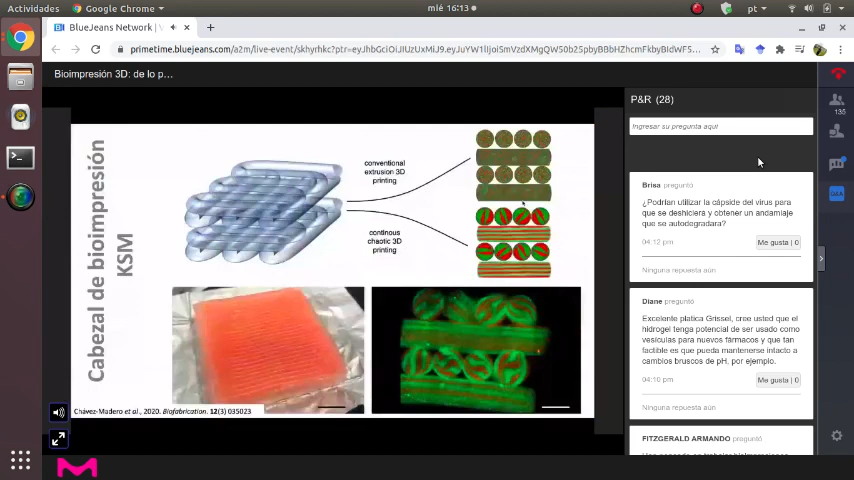 Actividades
Google Chrome
mié 16:13
pt
BlueJeans Network | V
primetime.bluejeans.com/a2m/live-event/skhyrhkc?ptr=
Bioimpresión 3D: de lo p…
P&R (28)
135
Ingresar su pregunta aquí
Cabezal de bioimpresión
KSM
conventional
extrusion 3D
printing
continous
chaotic 3D
printing
Chávez-Madero et al., 2020. Biofabrication. 12(3) 035023
Brisa preguntó
¿Podrían utilizar la cápside del virus para
que se deshiciera y obtener un andamiaje
que se autodegradara?
04:12 pm
Me gusta | 0
Ninguna repuesta aún
Diane preguntó
Excelente platica Grissel, cree usted que el
hidrogel tenga potencial de ser usado como
vesículas para nuevos fármacos y que tan
factible es que pueda mantenerse intacto a
cambios bruscos de pH, por ejemplo.
04:10 pm
Me gusta | 0
Ninguna repuesta aún
FITZGERALD ARMANDO preguntó
Q&A
M